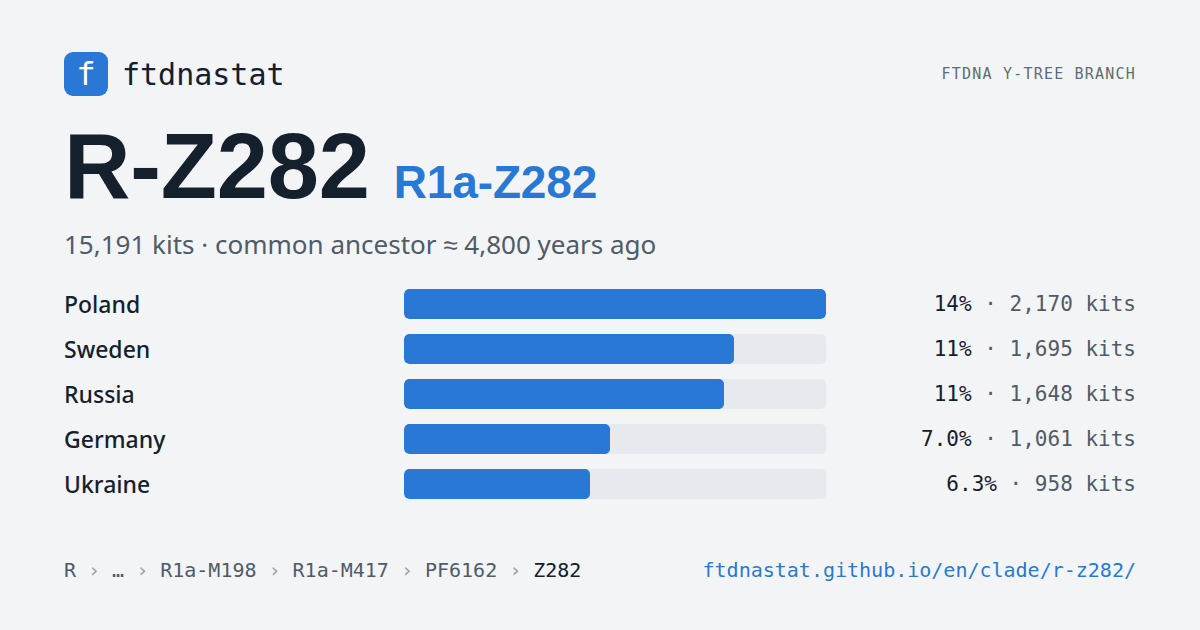 f ftdnastat
FTDNA Y-TREE BRANCH
R-Z282 R1a-Z282
15,191 kits · common ancestor ≈ 4,800 years ago
Poland 14% · 2,170 kits
Sweden 11% · 1,695 kits
Russia 11% · 1,648 kits
Germany 7.0% · 1,061 kits
Ukraine 6.3% · 958 kits
R › … › R1a-M198 › R1a-M417 › PF6162 › Z282
ftdnastat.github.io/en/clade/r-z282/